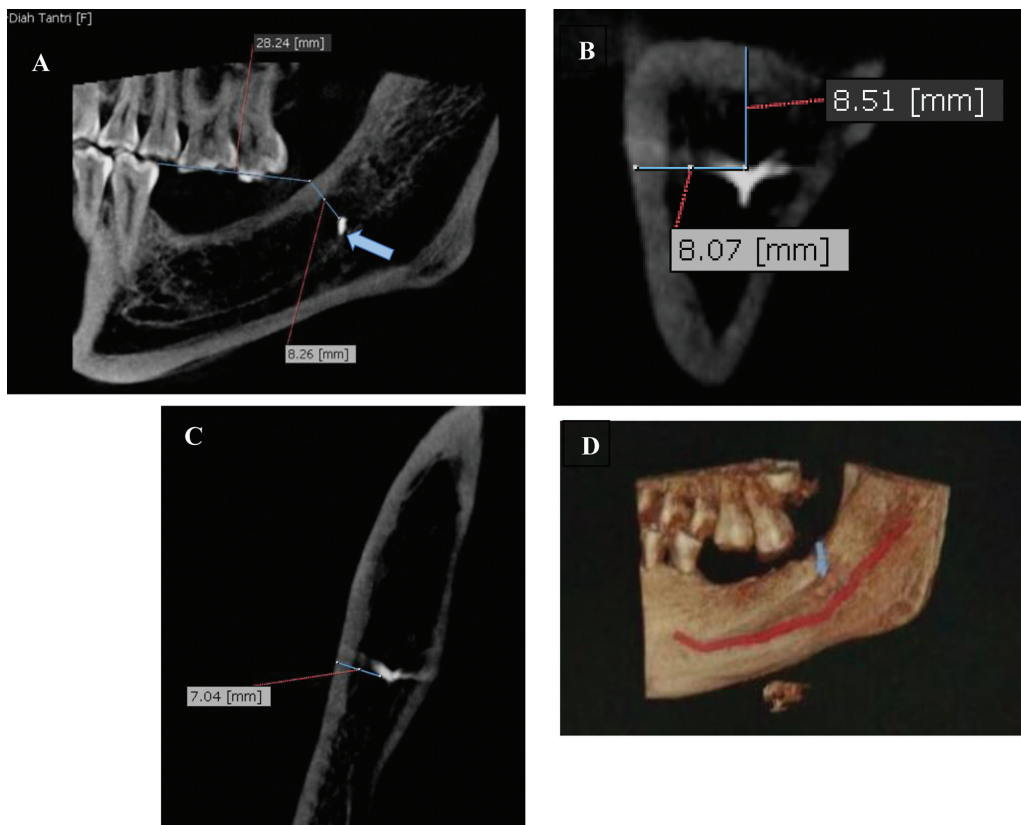 Diah Tantri [F]
A
28.24 [mm]
8.26 [mm]
B
8.51 [mm]
8.07 [mm]
C
7.04 [mm]
D